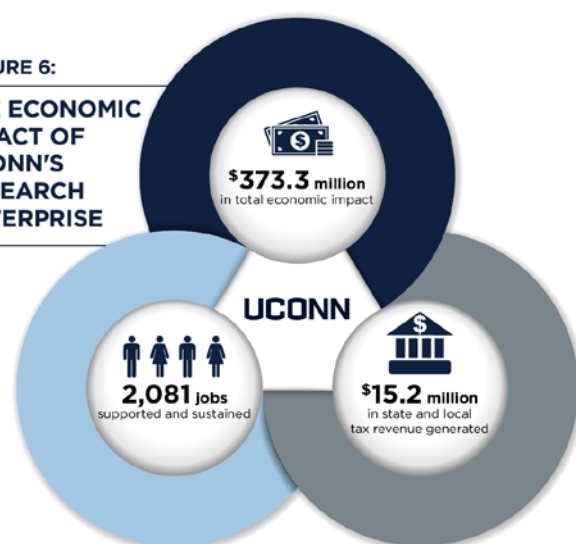 URE 6:
ECONOMIC
ACT OF
ONN'S
EARCH
ERPRISE
$
$373.3 million
in total economic impact
UCONN
2,081 jobs
supported and sustained
$
$15.2 million
in state and local
tax revenue generated